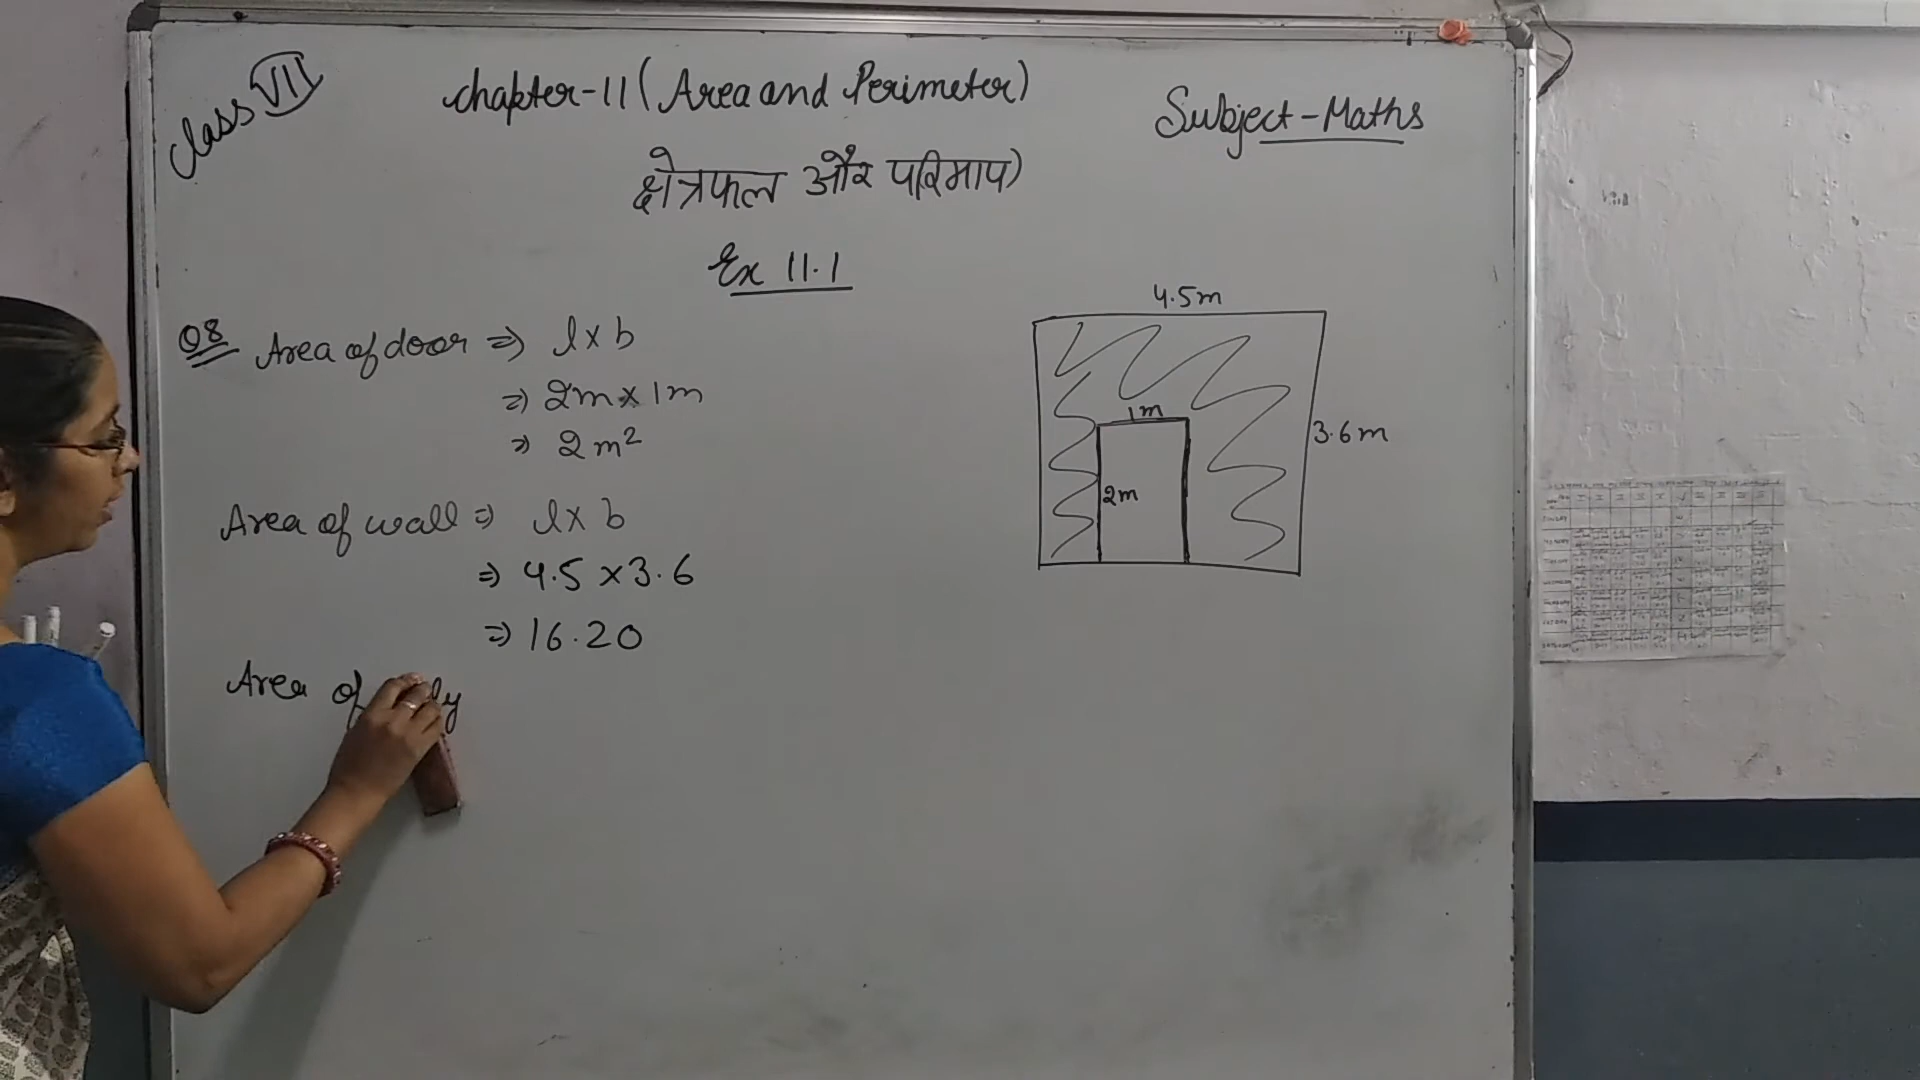 Class VII
Chapter-11 (Area and Perimeter)
Subject-Maths
क्षेत्रफल और परिमाप)
Ex 11.1
Q8 Area of door ⇒ l x b
⇒ 2m x 1m
⇒ 2 m²
Area of wall ⇒ l x b
⇒ 4.5 x 3.6
⇒ 16.20
Area of
4.5m
3.6m
1m
2m